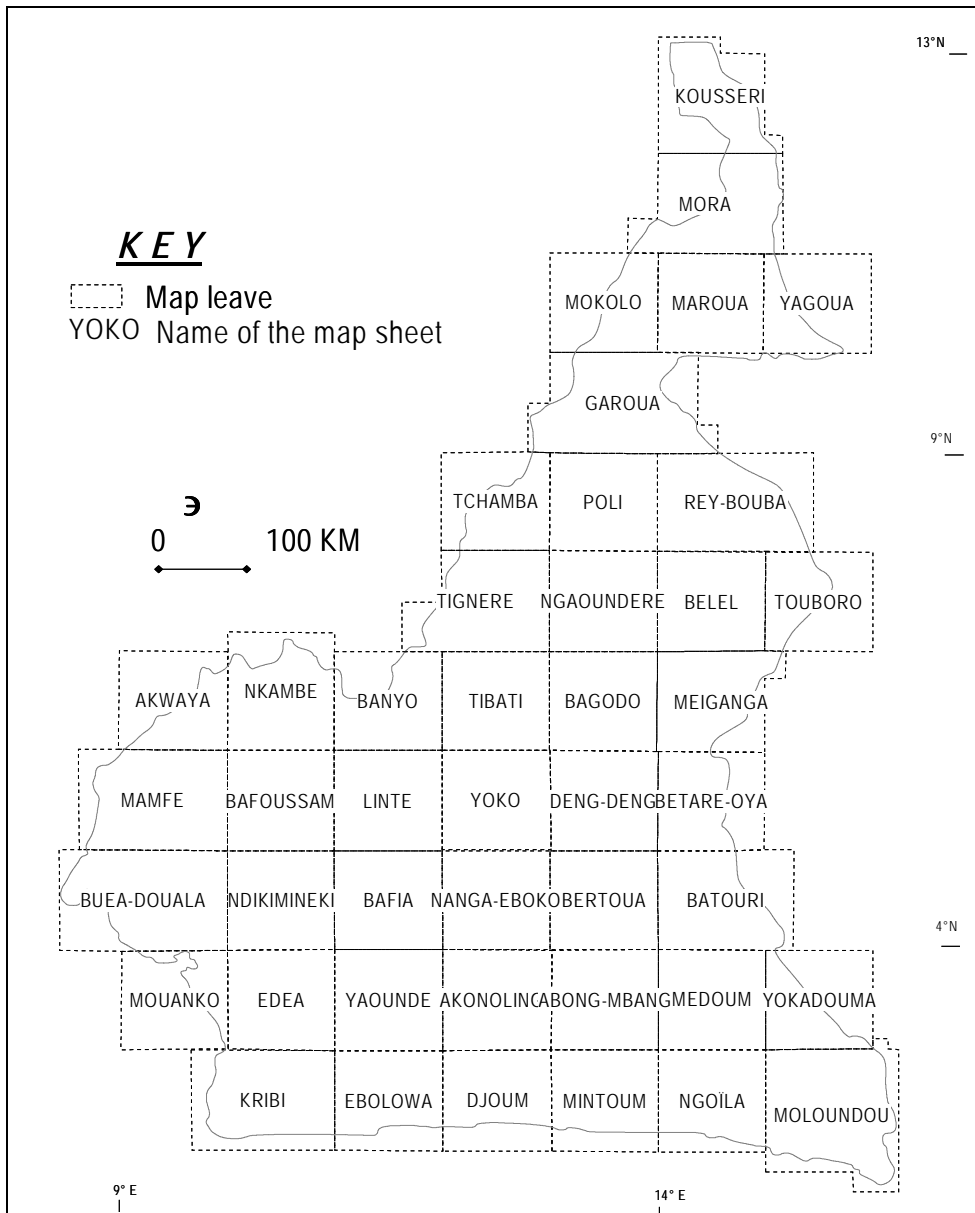 13°N
KOUSSERI
MORA
KEY
Map leave
YOKO Name of the map sheet
MOKOLO MAROUA YAGOUA
GAROUA
9°N
TCHAMBA POLI REY-BOUBA
0 100 KM
TIGNERE NGAOUNDERE BELEL TOUBORO
AKWAYA NKAMBE BANYO TIBATI BAGODO MEIGANGA
MAMFE BAFOUSSAM LINTE YOKO DENG-DENG BETARE-OYA
BUEA-DOUALA NDIKIMINEKI BAFIA NANGA-EBOKO BERTOUA BATOURI
4°N
MOUANKO EDEA YAOUNDE AKONOLING ABONG-MBANG MEDOUM YOKADOUMA
KRIBI EBOLOWA DJOUM MINTOUM NGOÏLA MOLOUNDOU
9° E 14° E